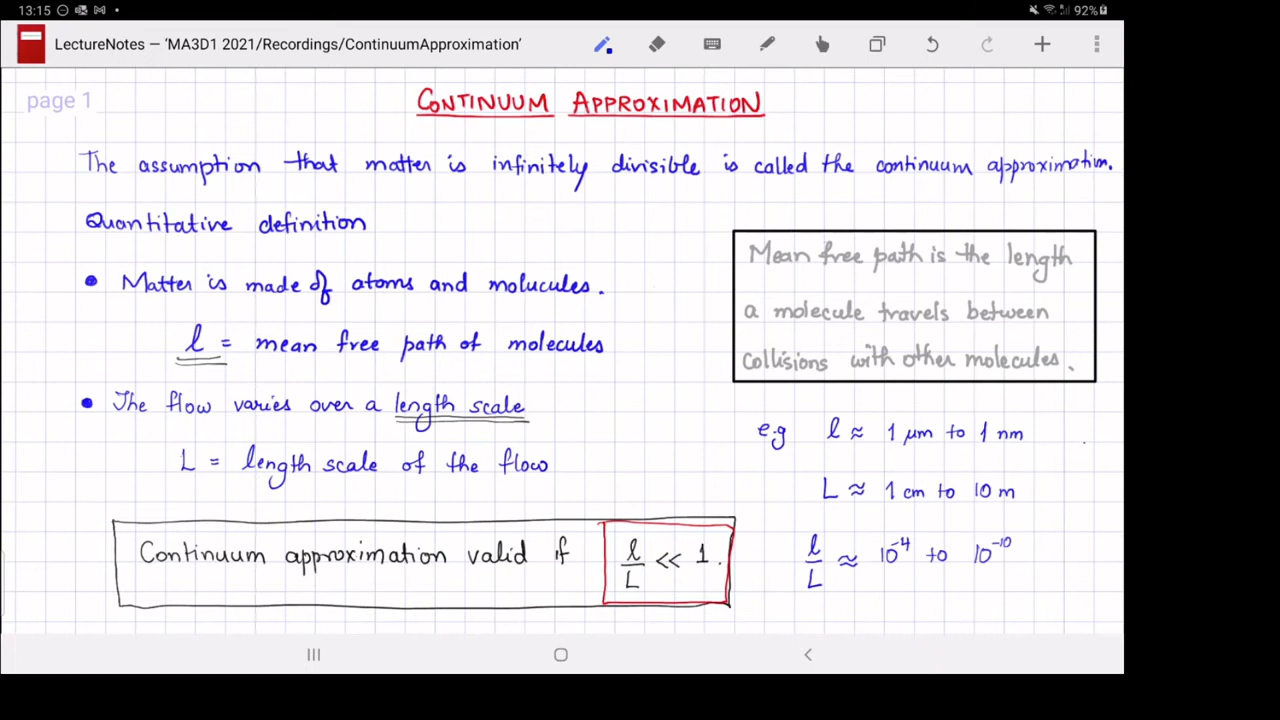 13:15
92%
LectureNotes – 'MA3D1 2021/Recordings/ContinuumApproximation'
page 1
CONTINUUM APPROXIMATION
The assumption that matter is infinitely divisible is called the continuum approximation.
Quantitative definition
• Matter is made of atoms and molucules.
l = mean free path of molecules
• The flow varies over a length scale
L = length scale of the flow
Continuum approximation valid if l/L << 1.
Mean free path is the length
a molecule travels between
collisions with other molecules.
e.g l ≈ 1 μm to 1 nm
L ≈ 1 cm to 10 m
l/L ≈ 10⁻⁴ to 10⁻¹⁰